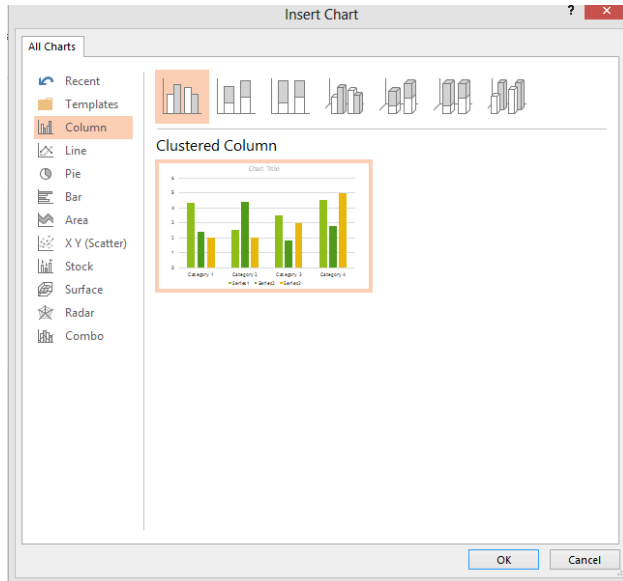 Insert Chart
?
All Charts
Recent
Templates
Column
Line
Pie
Bar
Area
X Y (Scatter)
Stock
Surface
Radar
Combo
Clustered Column
Chart Title
6
5
4
3
2
1
0
Category 1 Category 2 Category 3 Category 4
Series1 Series2 Series3
OK Cancel